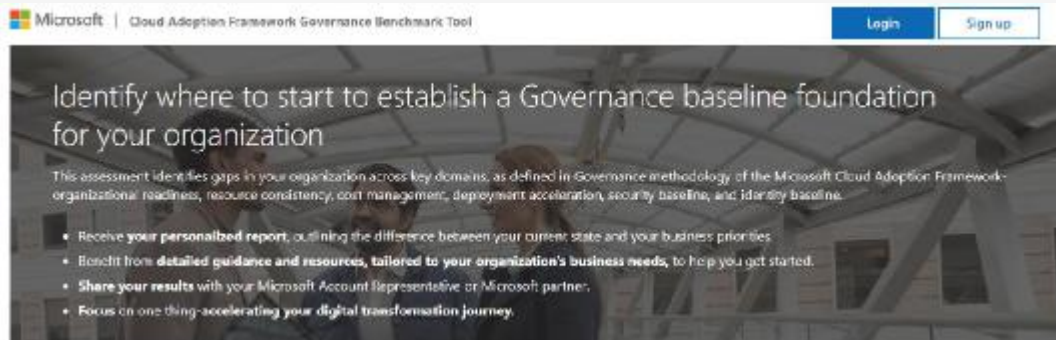 Microsoft | Cloud Adoption Framework Governance Benchmark Tool
Login
Sign up
Identify where to start to establish a Governance baseline foundation
for your organization
This assessment identifies gaps in your organization across key domains, as defined in Governance methodology of the Microsoft Cloud Adoption Framework-
organizational readiness, resource consistency, cost management, deployment acceleration, security baseline, and identity baseline.
• Receive your personalized report, outlining the difference between your current state and your business priorities.
• Benefit from detailed guidance and resources, tailored to your organization's business needs, to help you get started.
• Share your results with your Microsoft Account Representative or Microsoft partner.
• Focus on one thing-accelerating your digital transformation journey.